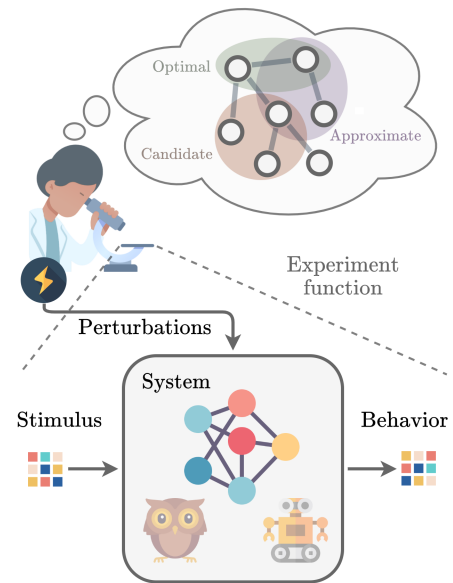 Optimal
Approximate
Candidate
Experiment
function
Perturbations
System
Stimulus
Behavior